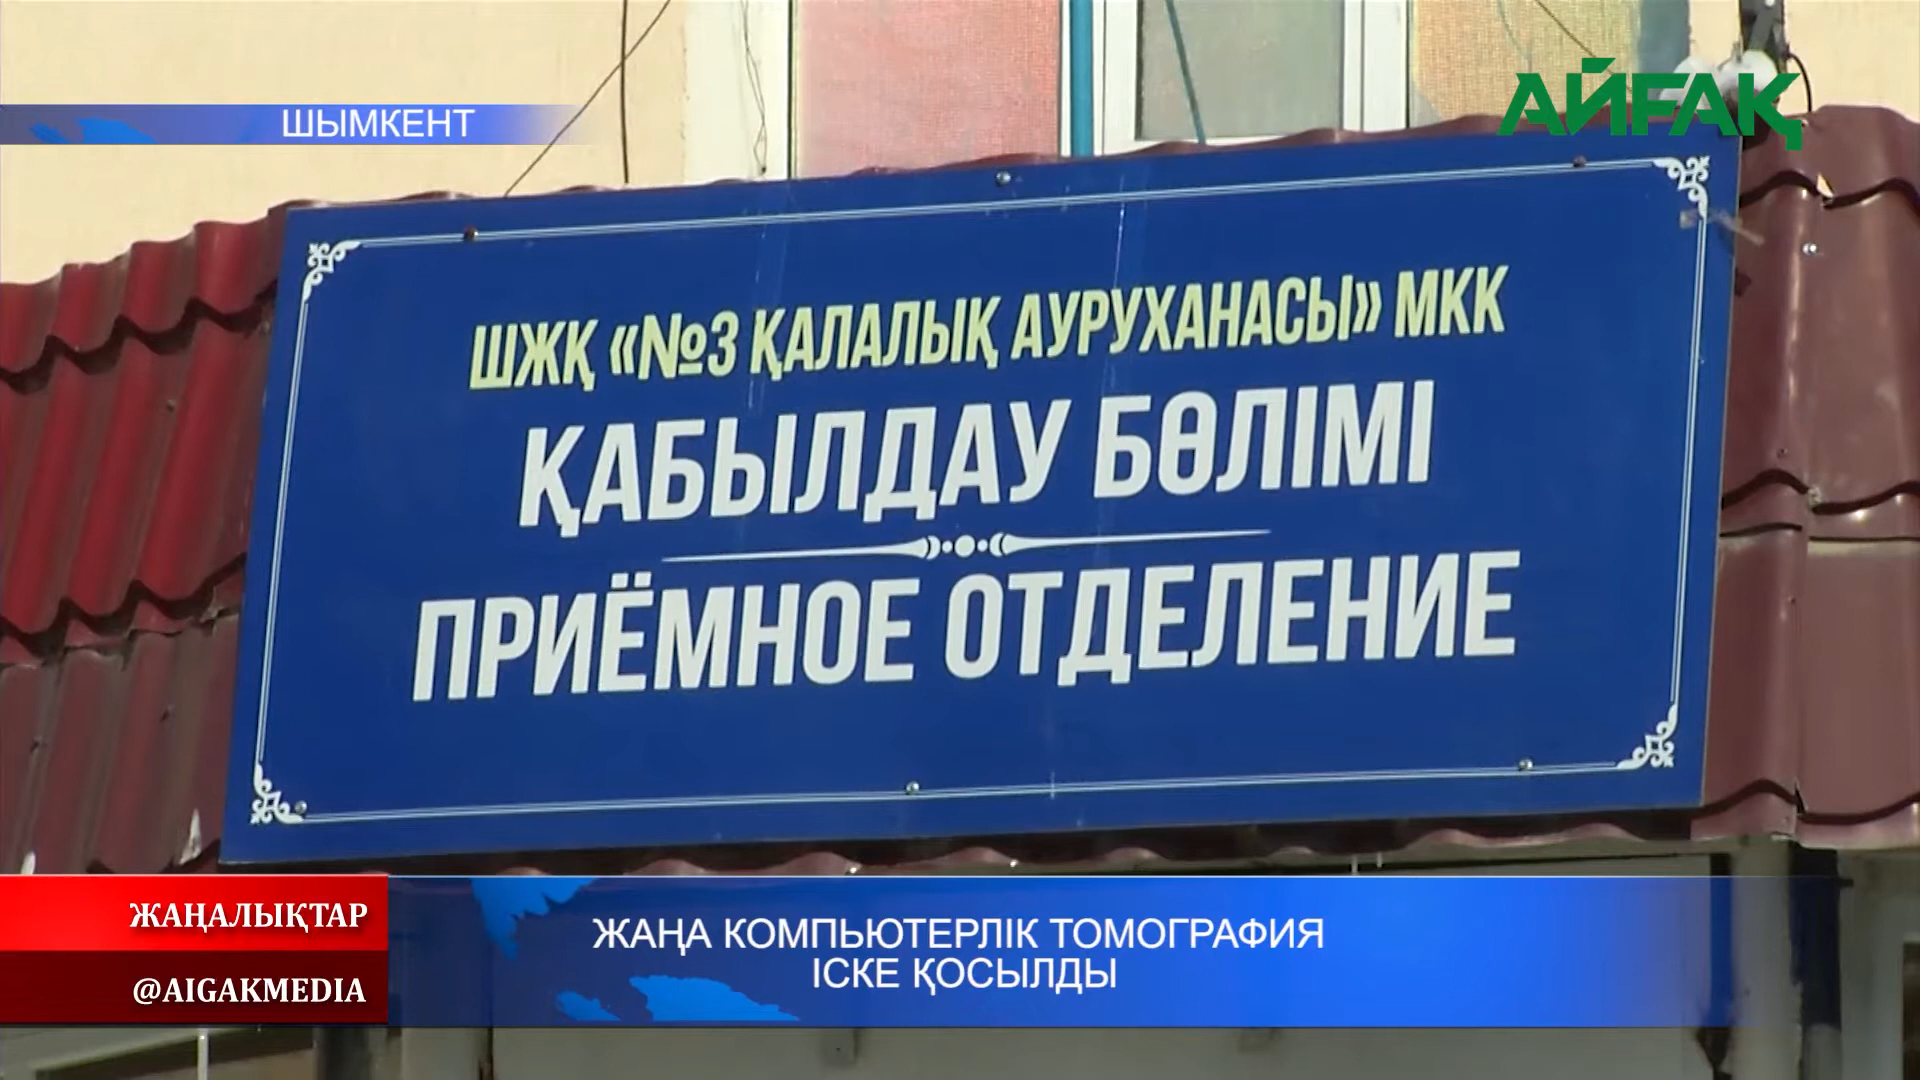 ШЫМКЕНТ
АЙҒАҚ
ШЖҚ «№3 ҚАЛАЛЫҚ АУРУХАНАСЫ» МКК
ҚАБЫЛДАУ БӨЛІМІ
ПРИЁМНОЕ ОТДЕЛЕНИЕ
ЖАҢАЛЫҚТАР
@AIGAKMEDIA
ЖАҢА КОМПЬЮТЕРЛІК ТОМОГРАФИЯ
ІСКЕ ҚОСЫЛДЫ